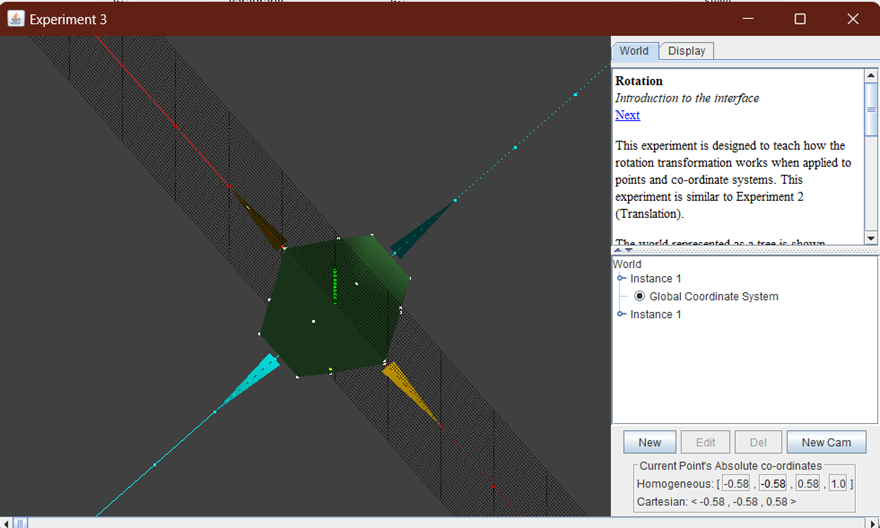 Experiment 3
World
Display
Rotation
Introduction to the interface
Next
This experiment is designed to teach how the
rotation transformation works when applied to
points and co-ordinate systems. This
experiment is similar to Experiment 2
(Translation).
The world represented as a tree is shown
World
Instance 1
Global Coordinate System
Instance 1
New
Edit
Del
New Cam
Current Point's Absolute co-ordinates
Homogeneous: [ -0.58 , -0.58 , 0.58 , 1.0 ]
Cartesian: < -0.58 , -0.58 , 0.58 >